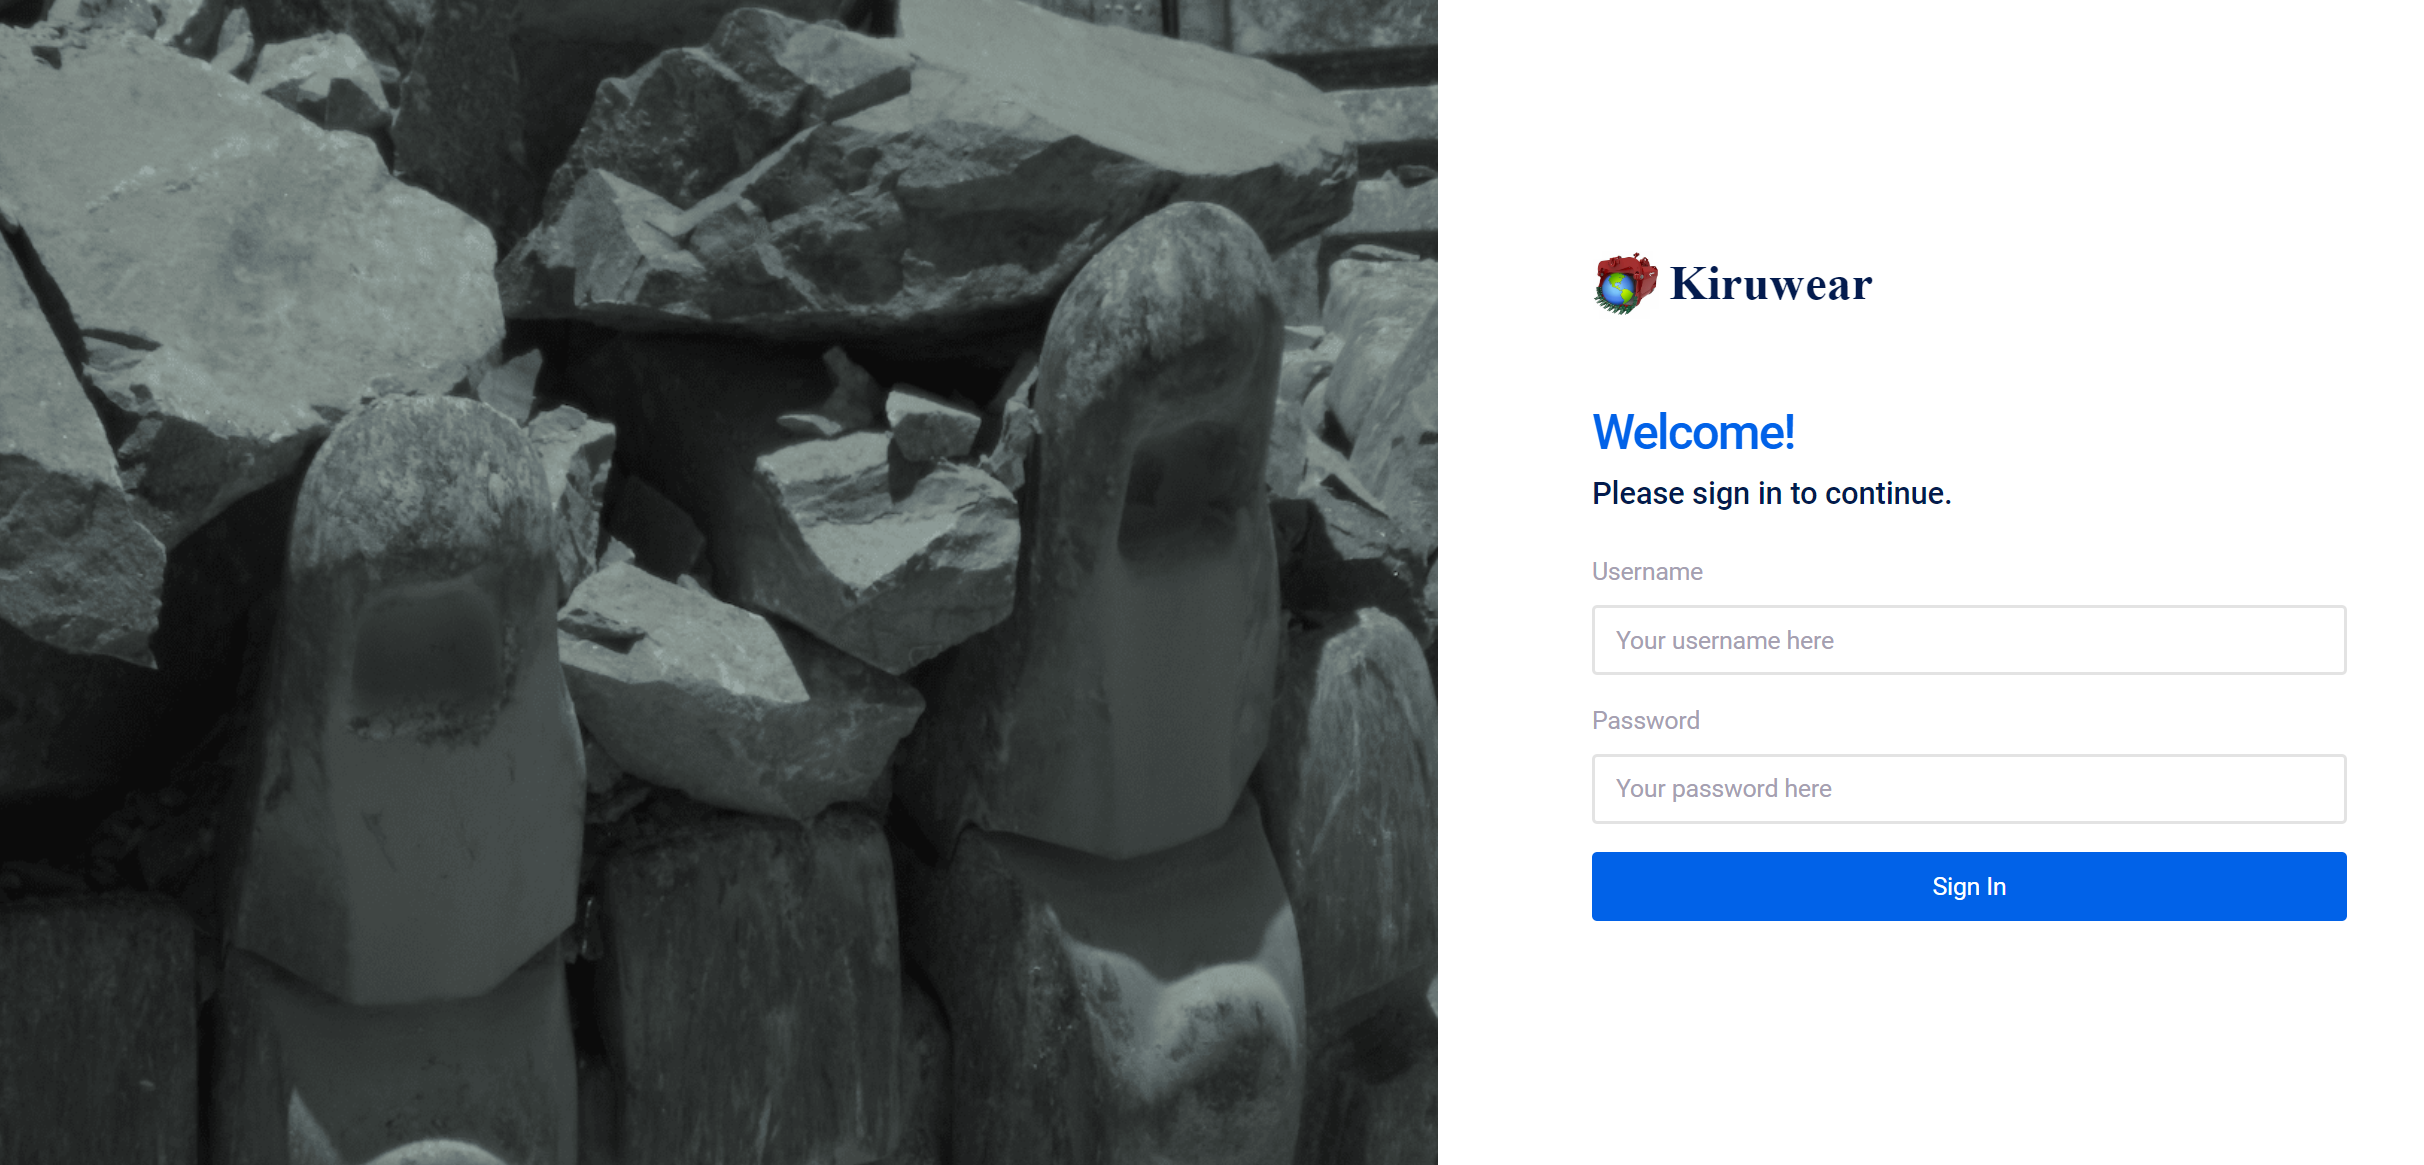 Kiruwear
Welcome!
Please sign in to continue.
Username
Your username here
Password
Your password here
Sign In